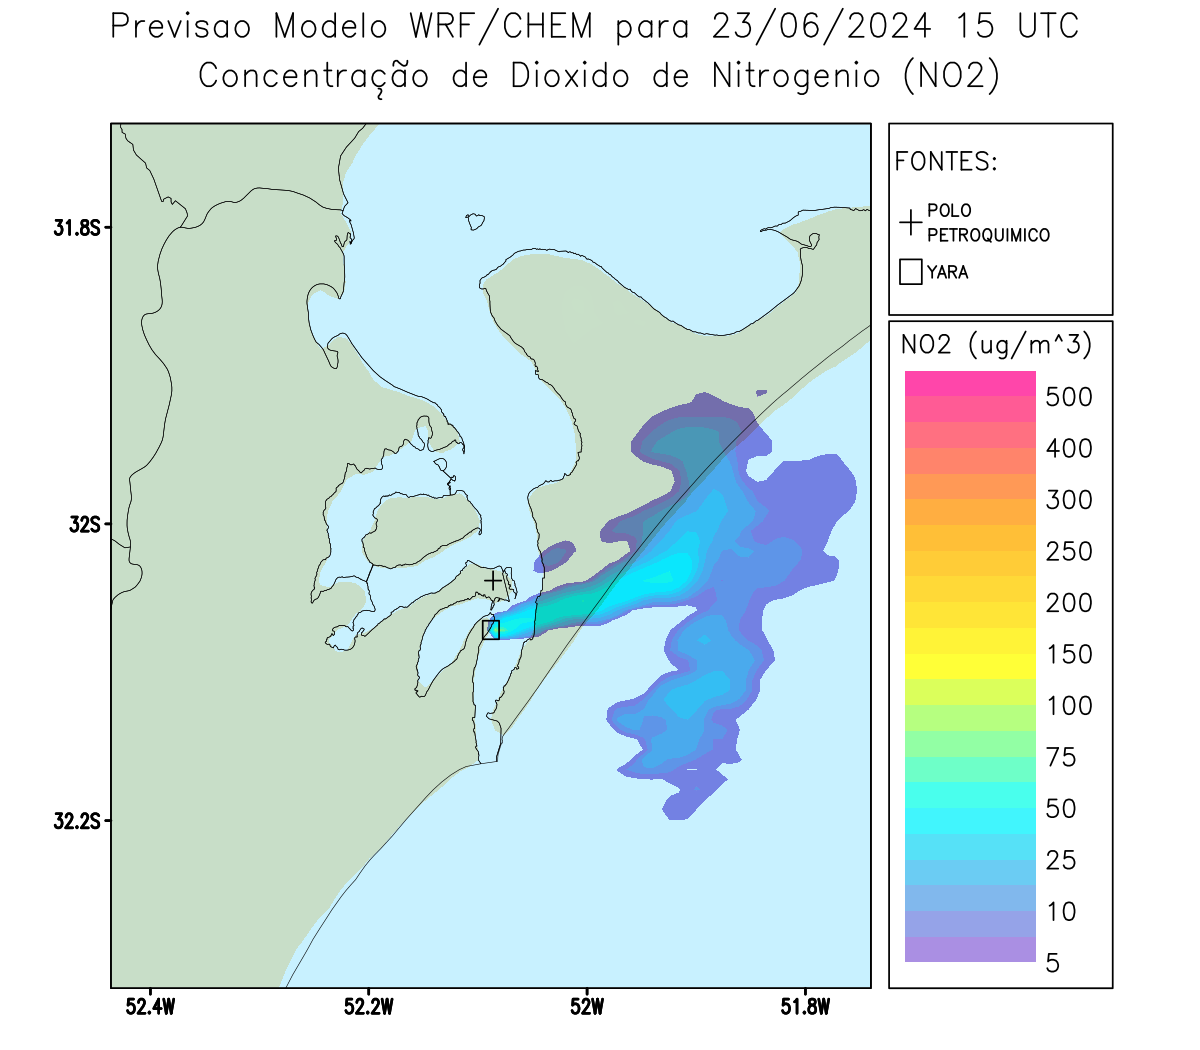 Previsao Modelo WRF/CHEM para 23/06/2024 15 UTC
Concentração de Dioxido de Nitrogenio (NO2)
FONTES:
POLO
PETROQUIMICO
YARA
NO2 (ug/m^3)
500
400
300
250
200
150
100
75
50
25
10
5
31.8S
32S
32.2S
52.4W
52.2W
52W
51.8W